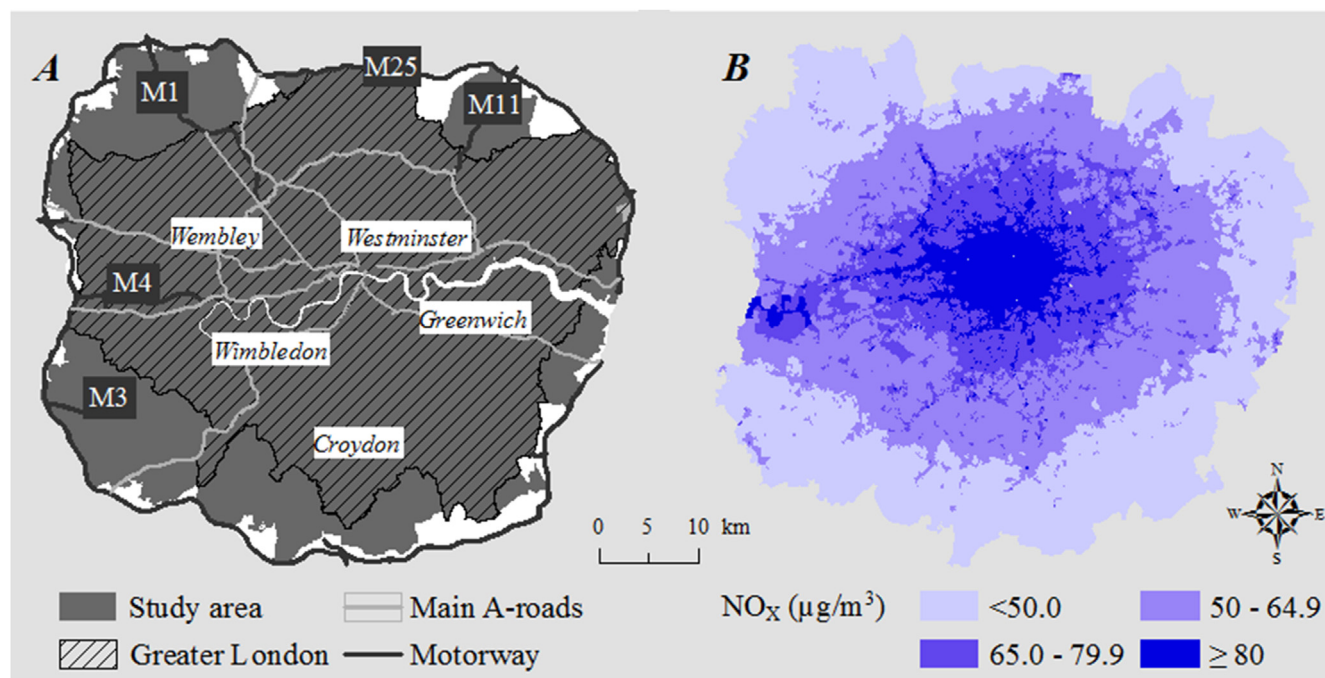 A
M1
M25
M11
Wembley
Westminster
M4
Greenwich
Wimbledon
M3
Croydon
0 5 10 km
Study area
Main A-roads
Greater London
Motorway
B
N
W E
S
NOX (µg/m³)
<50.0
50 - 64.9
65.0 - 79.9
≥ 80